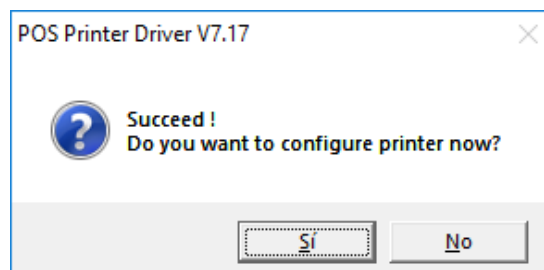 POS Printer Driver V7.17
Succeed !
Do you want to configure printer now?
Sí
No